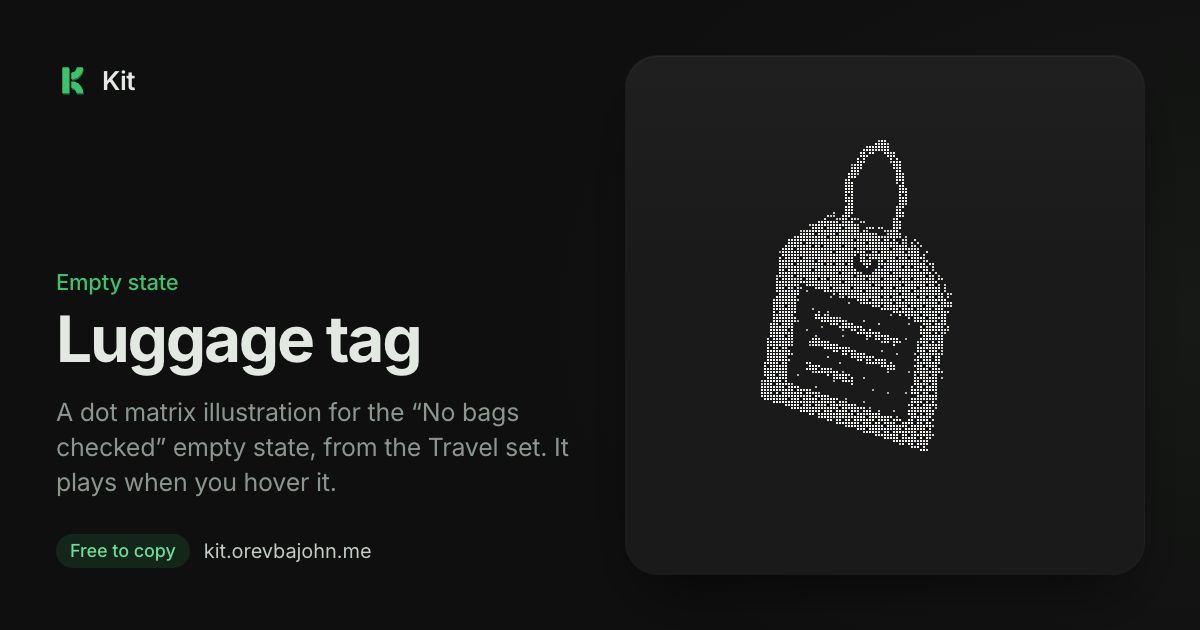 Kit
Empty state
Luggage tag
A dot matrix illustration for the “No bags
checked” empty state, from the Travel set. It
plays when you hover it.
Free to copy
kit.orevbajohn.me